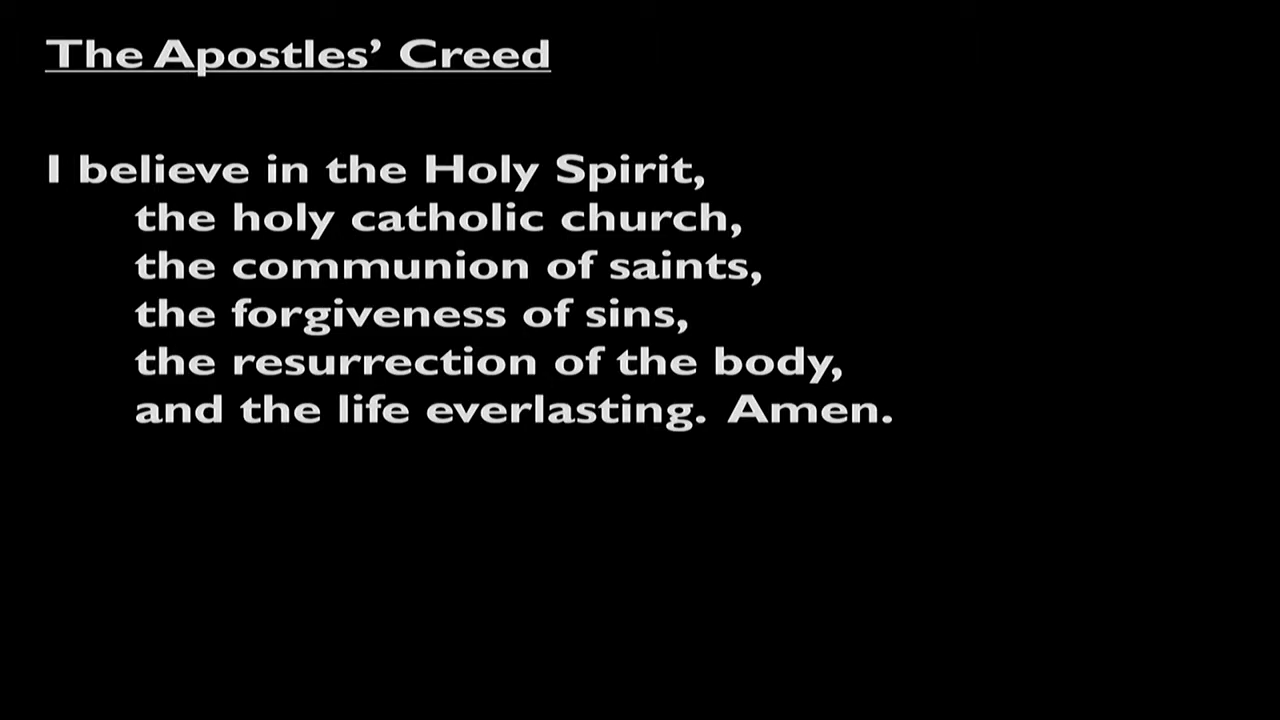 The Apostles’ Creed
I believe in the Holy Spirit,
the holy catholic church,
the communion of saints,
the forgiveness of sins,
the resurrection of the body,
and the life everlasting.  Amen.